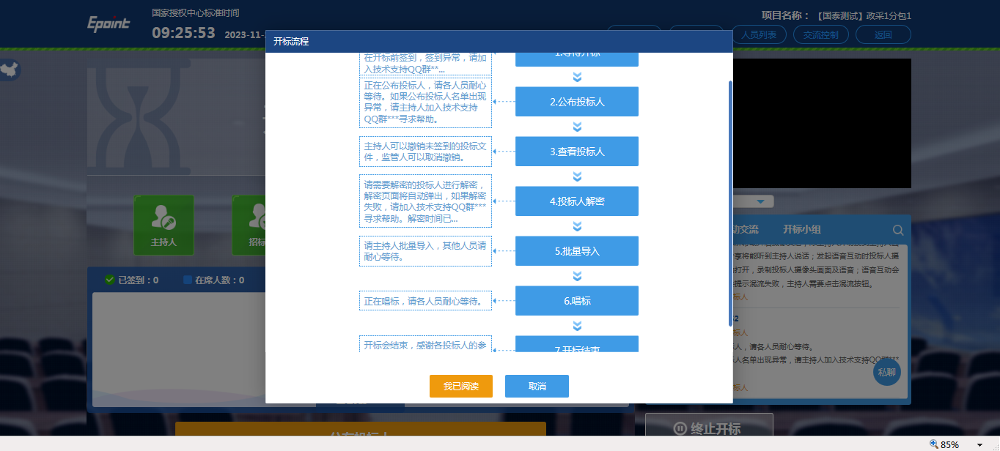 Epoint
国家授权中心标准时间
09:25:53 2023-11-
项目名称： 【国泰测试】政采1分包1
人员列表
交流控制
返回
开标流程
在开标前签到，签到异常，请加
入技术支持QQ群**...
1.等待开标
正在公布投标人，请各人员耐心
等待。如果公布投标人名单出现
异常，请主持人加入技术支持
QQ群***寻求帮助。
2.公布投标人
主持人可以撤销未签到的投标文
件，监管人可以取消撤销。
3.查看投标人
请需要解密的投标人进行解密，
解密页面将自动弹出，如果解密
失败，请加入技术支持QQ群***
寻求帮助。解密时间已...
4.投标人解密
请主持人批量导入，其他人员请
耐心等待。
5.批量导入
正在唱标，请各人员耐心等待。
6.唱标
开标会结束，感谢各投标人的参
7.开标结束
我已阅读
取消
主持人
招标
已签到：0
在席人数：0
动交流
开标小组
享将能听到主持人说话；发起语音互动时投标人摄
打开，录制投标人摄像头画面及语音；语音互动会
提示混流失败，主持人需要点击混流按钮。
标人
2
标人
人，请各人员耐心等待。
人名单出现异常，请主持人加入技术支持QQ群***
标人
私聊
公布投标人
终止开标
85%